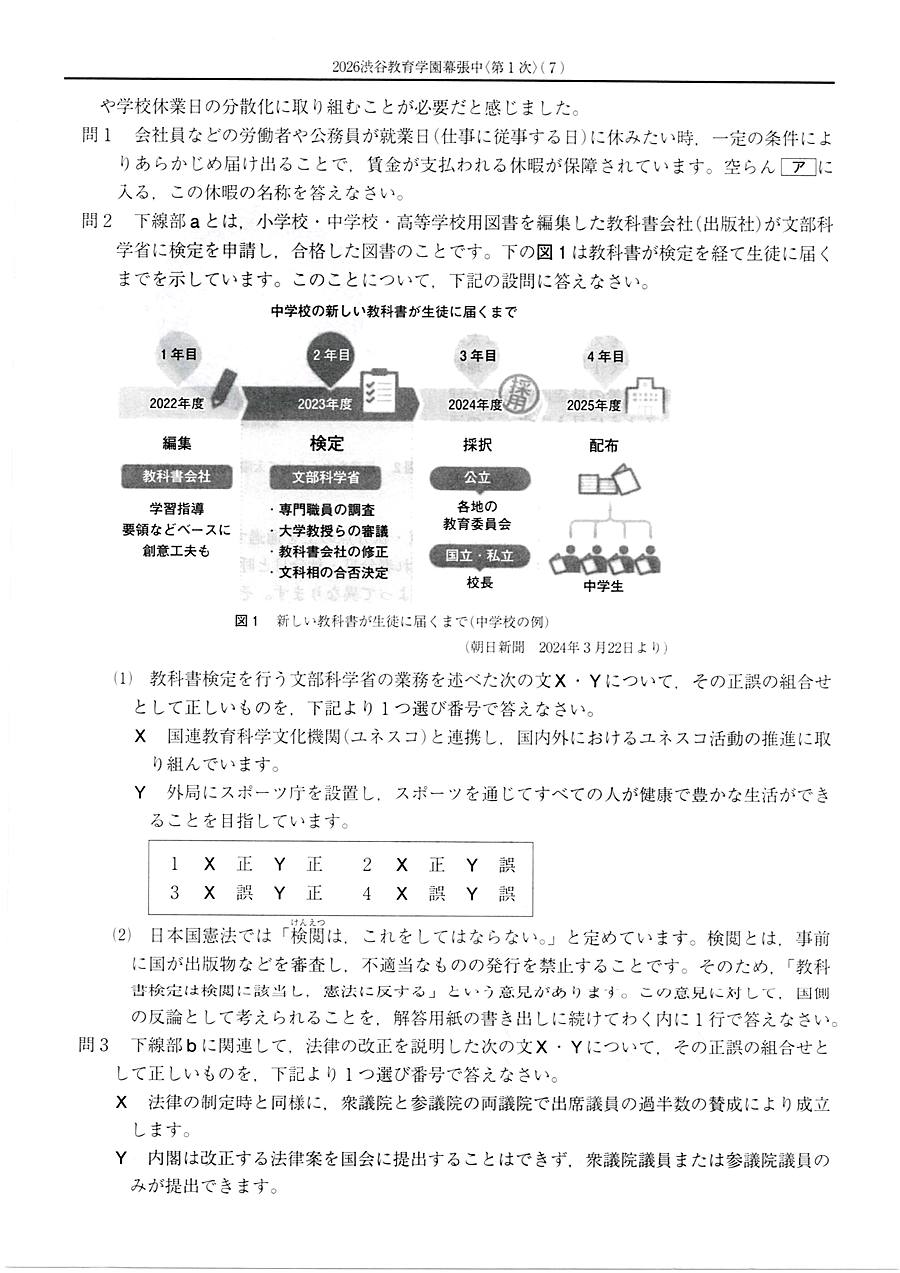 2026渋谷教育学園幕張中〈第1次〉(7)
や学校休業日の分散化に取り組むことが必要だと感じました。
問1 会社員などの労働者や公務員が就業日(仕事に従事する日)に休みたい時，一定の条件によ
りあらかじめ届け出ることで，賃金が支払われる休暇が保障されています。空らん ア に
入る，この休暇の名称を答えなさい。
問2 下線部aとは，小学校・中学校・高等学校用図書を編集した教科書会社(出版社)が文部科
学省に検定を申請し，合格した図書のことです。下の図1は教科書が検定を経て生徒に届く
までを示しています。このことについて，下記の設問に答えなさい。
中学校の新しい教科書が生徒に届くまで
1年目 2年目 3年目 4年目
2022年度 2023年度 2024年度 採用 2025年度
編集 検定 採択 配布
教科書会社 文部科学省 公立
学習指導
要領などベースに
創意工夫も
・専門職員の調査
・大学教授らの審議
・教科書会社の修正
・文科相の合否決定
各地の
教育委員会
国立・私立
校長
中学生
図1 新しい教科書が生徒に届くまで(中学校の例)
(朝日新聞 2024年3月22日より)
(1) 教科書検定を行う文部科学省の業務を述べた次の文X・Yについて，その正誤の組合せ
として正しいものを，下記より1つ選び番号で答えなさい。
X 国連教育科学文化機関(ユネスコ)と連携し，国内外におけるユネスコ活動の推進に取
り組んでいます。
Y 外局にスポーツ庁を設置し，スポーツを通じてすべての人が健康で豊かな生活ができ
ることを目指しています。
1 X 正 Y 正 2 X 正 Y 誤
3 X 誤 Y 正 4 X 誤 Y 誤
けんえつ
(2) 日本国憲法では「検閲は，これをしてはならない。」と定めています。検閲とは，事前
に国が出版物などを審査し，不適当なものの発行を禁止することです。そのため，「教科
書検定は検閲に該当し，憲法に反する」という意見があります。この意見に対して，国側
の反論として考えられることを，解答用紙の書き出しに続けてわく内に1行で答えなさい。
問3 下線部bに関連して，法律の改正を説明した次の文X・Yについて，その正誤の組合せと
して正しいものを，下記より1つ選び番号で答えなさい。
X 法律の制定時と同様に，衆議院と参議院の両議院で出席議員の過半数の賛成により成立
します。
Y 内閣は改正する法律案を国会に提出することはできず，衆議院議員または参議院議員の
みが提出できます。